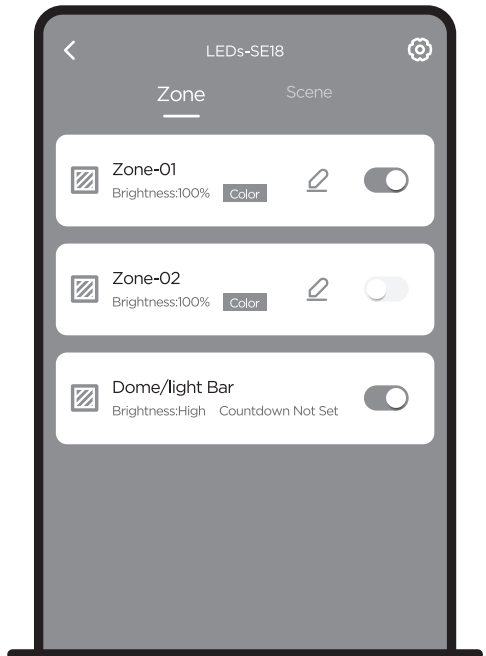 LEDs-SE18
Zone Scene
Zone-01
Brightness:100% Color
Zone-02
Brightness:100% Color
Dome/light Bar
Brightness:High Countdown Not Set